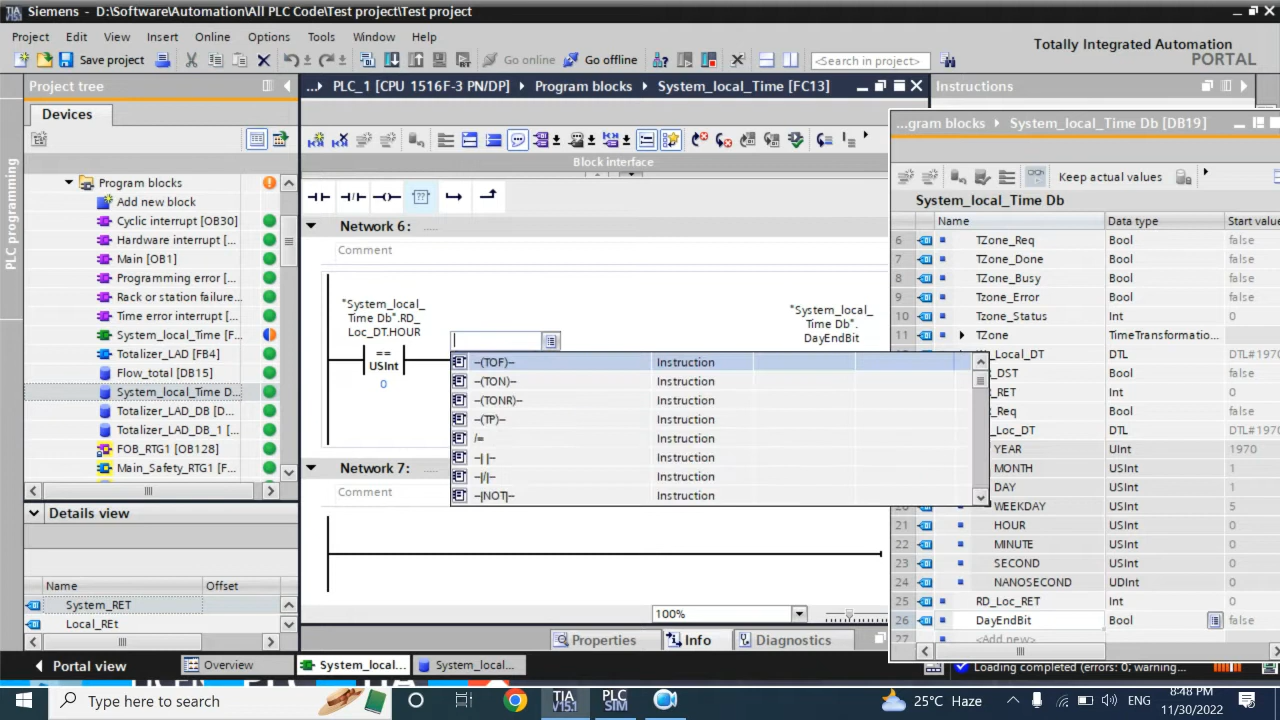 Siemens - D:\Software\Automation\All PLC Code\Test project\Test project
Project Edit View Insert Online Options Tools Window Help
Totally Integrated Automation
PORTAL
Save project
Go online
Go offline
<Search in project>
Project tree
Devices
PLC programming
Program blocks
Add new block
Cyclic interrupt [OB30]
Hardware interrupt [...
Main [OB1]
Programming error [...
Rack or station failure...
Time error interrupt [...
System_local_Time [F...
Totalizer_LAD [FB4]
Flow_total [DB15]
System_local_Time D...
Totalizer_LAD_DB [D...
Totalizer_LAD_DB_1 [...
FOB_RTG1 [OB128]
Main_Safety_RTG1 [F...
Details view
Name Offset
System_RET
Local_REt
... PLC_1 [CPU 1516F-3 PN/DP] Program blocks System_local_Time [FC13]
Block interface
??
Network 6: .....
Comment
"System_local_
Time Db".RD_
Loc_DT.HOUR
==
USInt
0
"System_local_
Time Db".
DayEndBit
-(TOF)- Instruction
-(TON)- Instruction
-(TONR)- Instruction
-(TP)- Instruction
/= Instruction
-| |- Instruction
-|/|- Instruction
-|NOT|- Instruction
Network 7: .....
Comment
100%
Properties
Info
Diagnostics
Instructions
...gram blocks System_local_Time Db [DB19]
Keep actual values
System_local_Time Db
Name Data type Start value
6 TZone_Req Bool false
7 TZone_Done Bool false
8 TZone_Busy Bool false
9 Tzone_Error Bool false
10 Tzone_Status Int 0
11 TZone TimeTransformatio...
_Local_DT DTL DTL#1970
_DST Bool false
_RET Int 0
_Req Bool false
_Loc_DT DTL DTL#1970
YEAR UInt 1970
MONTH USInt 1
DAY USInt 1
WEEKDAY USInt 5
21 HOUR USInt 0
22 MINUTE USInt 0
23 SECOND USInt 0
24 NANOSECOND UDInt 0
25 RD_Loc_RET Int 0
26 DayEndBit Bool false
27 <Add new>
Portal view
Overview
System_local...
System_local...
Loading completed (errors: 0; warning...
Type here to search
TIA
V15.1
PLC
SIM
25°C Haze
ENG
8:48 PM
11/30/2022